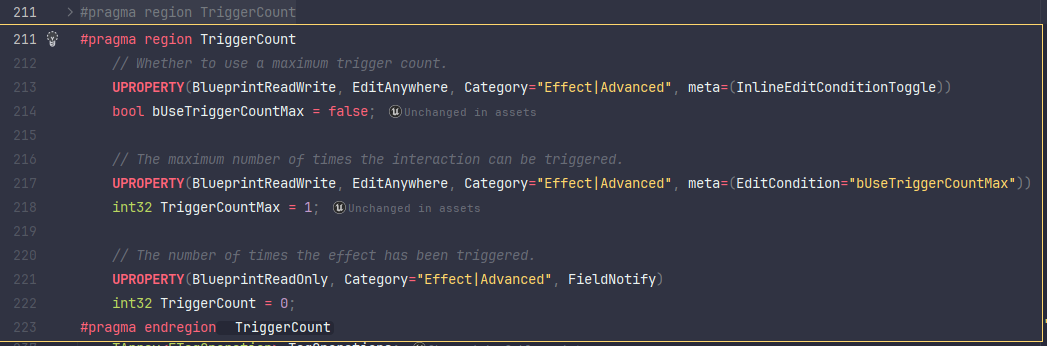 211 > #pragma region TriggerCount
211 #pragma region TriggerCount
212 // Whether to use a maximum trigger count.
213 UPROPERTY(BlueprintReadWrite, EditAnywhere, Category="Effect|Advanced", meta=(InlineEditConditionToggle))
214 bool bUseTriggerCountMax = false; Unchanged in assets
215
216 // The maximum number of times the interaction can be triggered.
217 UPROPERTY(BlueprintReadWrite, EditAnywhere, Category="Effect|Advanced", meta=(EditCondition="bUseTriggerCountMax"))
218 int32 TriggerCountMax = 1; Unchanged in assets
219
220 // The number of times the effect has been triggered.
221 UPROPERTY(BlueprintReadOnly, Category="Effect|Advanced", FieldNotify)
222 int32 TriggerCount = 0;
223 #pragma endregion TriggerCount